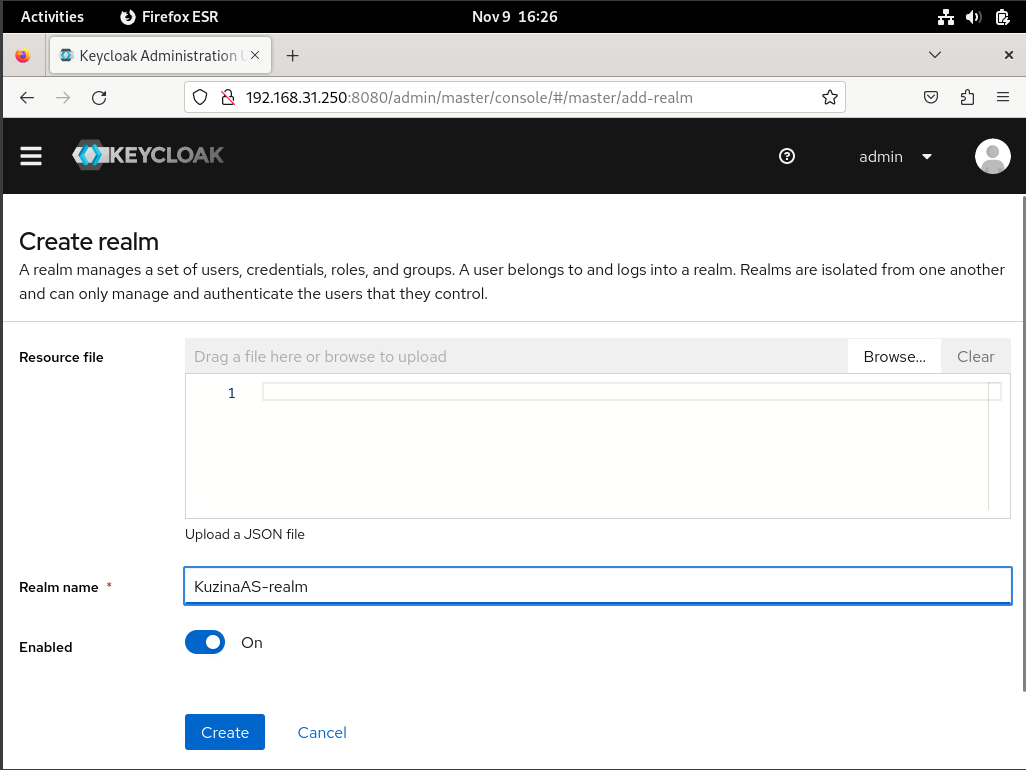 Activities Firefox ESR Nov 9 16:26
Keycloak Administration U
192.168.31.250:8080/admin/master/console/#/master/add-realm
KEYCLOAK admin
Create realm
A realm manages a set of users, credentials, roles, and groups. A user belongs to and logs into a realm. Realms are isolated from one another
and can only manage and authenticate the users that they control.
Resource file Drag a file here or browse to upload Browse... Clear
1
Upload a JSON file
Realm name * KuzinaAS-realm
Enabled On
Create Cancel